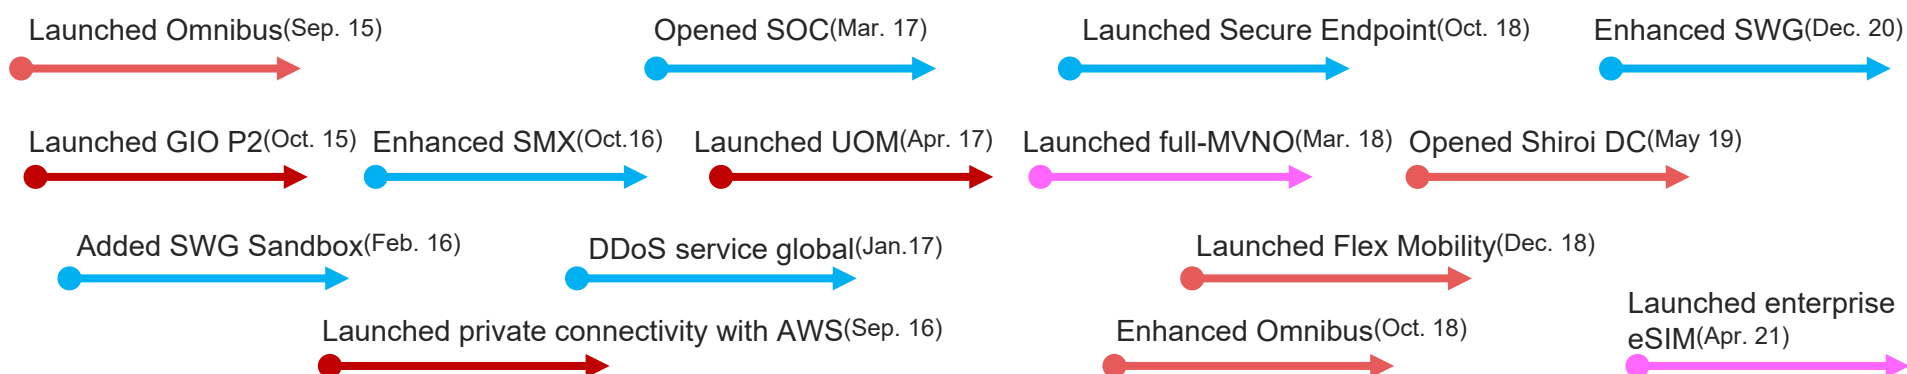 Launched Omnibus(Sep. 15)
Opened SOC(Mar. 17)
Launched Secure Endpoint(Oct. 18)
Enhanced SWG(Dec. 20)
Launched GIO P2(Oct. 15)
Enhanced SMX(Oct.16)
Launched UOM(Apr. 17)
Launched full-MVNO(Mar. 18)
Opened Shiroi DC(May 19)
Added SWG Sandbox(Feb. 16)
DDoS service global(Jan.17)
Launched Flex Mobility(Dec. 18)
Launched private connectivity with AWS(Sep. 16)
Enhanced Omnibus(Oct. 18)
Launched enterprise
eSIM(Apr. 21)